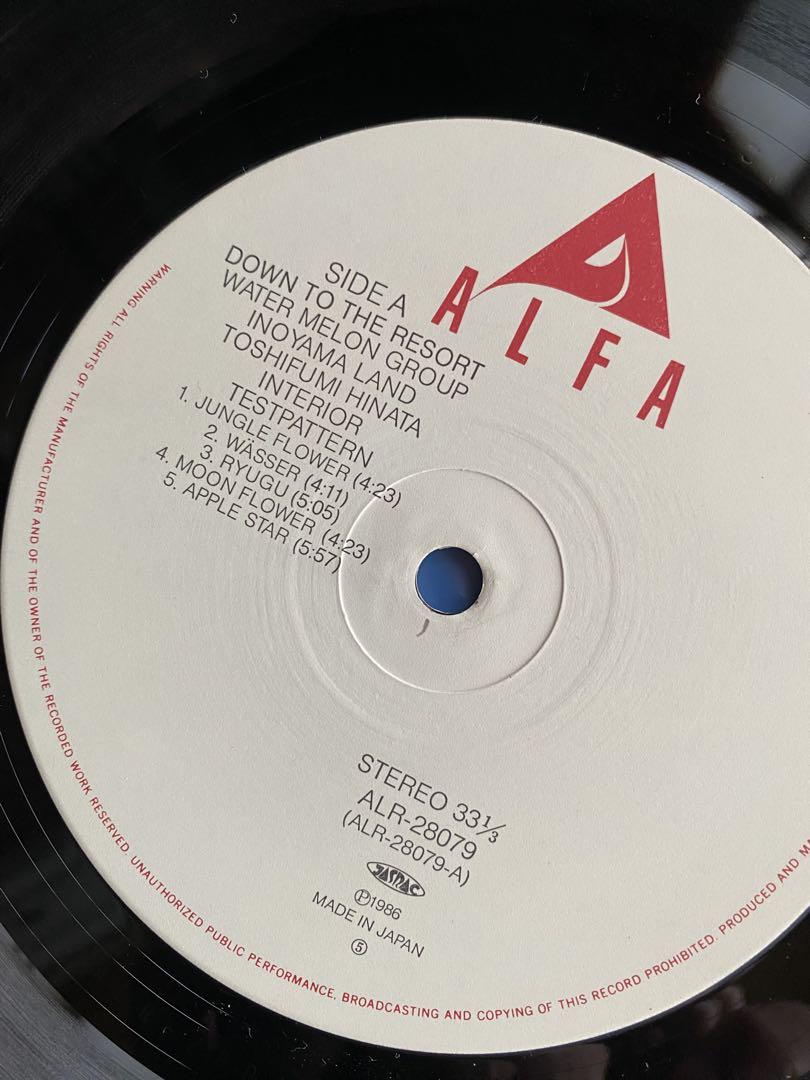 ALFA
SIDE A
DOWN TO THE RESORT
WATER MELON GROUP
INOYAMA LAND
TOSHIFUMI HINATA
INTERIOR
TESTPATTERN
1. JUNGLE FLOWER (4:23)
2. WÄSSER (4:11)
3. RYUGU (5:05)
4. MOON FLOWER (4:23)
5. APPLE STAR (5:57)
STEREO 33 1/3
ALR-28079
(ALR-28079-A)
JASRAC
Ⓟ1986
MADE IN JAPAN
⑤
WARNING ALL RIGHTS OF THE MANUFACTURER AND OF THE OWNER OF THE RECORDED WORK RESERVED. UNAUTHORIZED PUBLIC PERFORMANCE, BROADCASTING AND COPYING OF THIS RECORD PROHIBITED. PRODUCED AND